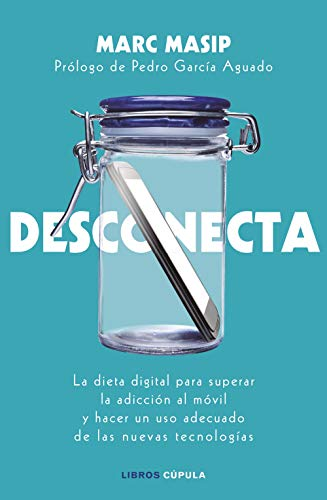 MARC MASIP
Prólogo de Pedro García Aguado
DESCONECTA
La dieta digital para superar
la adicción al móvil
y hacer un uso adecuado
de las nuevas tecnologías
LIBROS CÚPULA